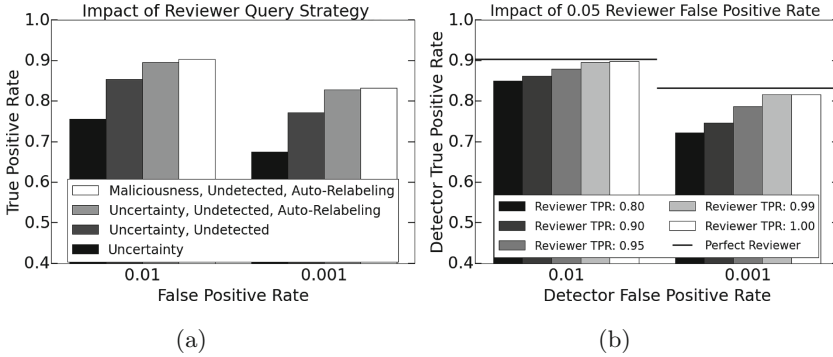 Impact of Reviewer Query Strategy
True Positive Rate
1.0
0.9
0.8
0.7
0.6
0.5
0.4
Maliciousness, Undetected, Auto-Relabeling
Uncertainty, Undetected, Auto-Relabeling
Uncertainty, Undetected
Uncertainty
0.01 0.001
False Positive Rate
(a)
Impact of 0.05 Reviewer False Positive Rate
Detector True Positive Rate
1.0
0.9
0.8
0.7
0.6
0.5
0.4
Reviewer TPR: 0.80
Reviewer TPR: 0.90
Reviewer TPR: 0.95
Reviewer TPR: 0.99
Reviewer TPR: 1.00
Perfect Reviewer
0.01 0.001
Detector False Positive Rate
(b)